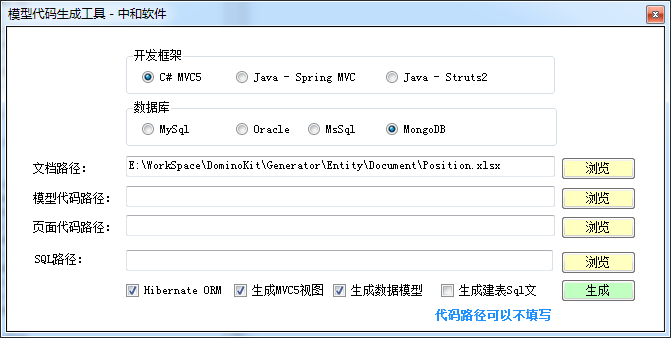 模型代码生成工具 - 中和软件
开发框架
C# MVC5 Java - Spring MVC Java - Struts2
数据库
MySql Oracle MsSql MongoDB
文档路径: E:\WorkSpace\DominoKit\Generator\Entity\Document\Position.xlsx 浏览
模型代码路径: 浏览
页面代码路径: 浏览
SQL路径: 浏览
Hibernate ORM 生成MVC5视图 生成数据模型 生成建表Sql文 生成
代码路径可以不填写